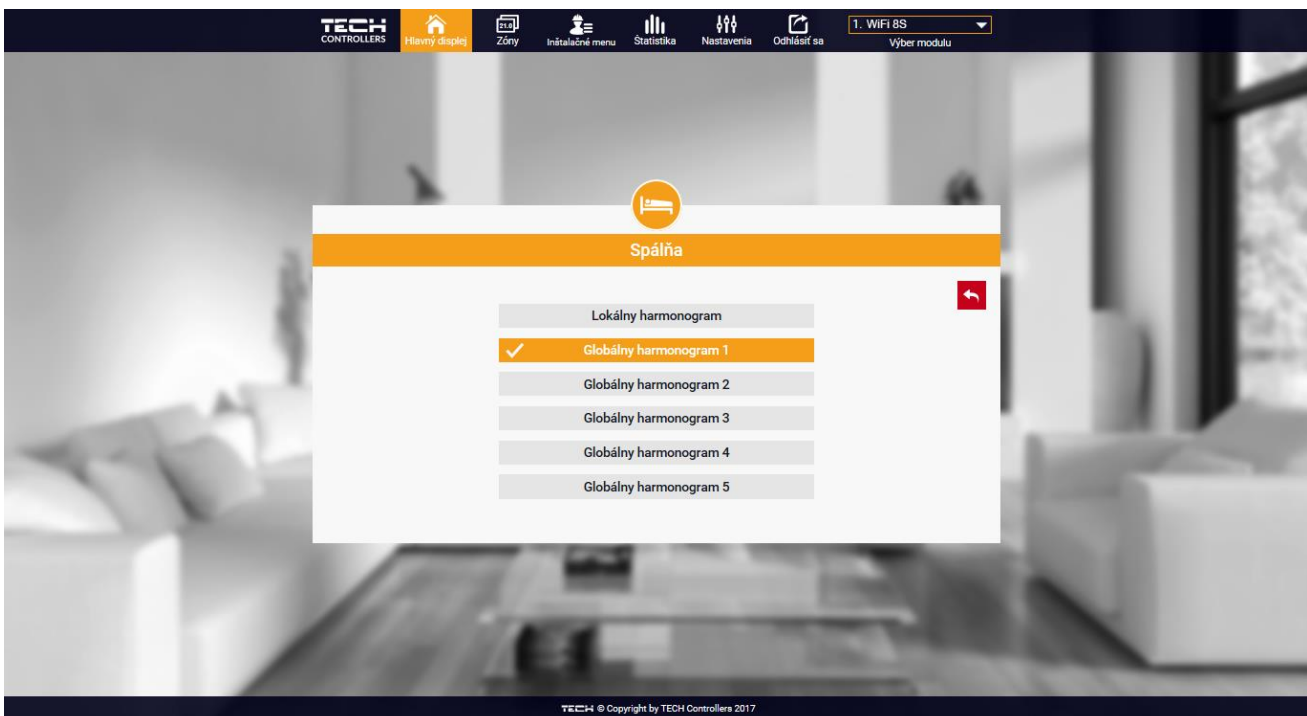 TECH
CONTROLLERS
Hlavný displej
21.0
Zóny
Inštalačné menu
Štatistika
Nastavenia
Odhlásiť sa
1. WiFi 8S
Výber modulu
Spálňa
Lokálny harmonogram
Globálny harmonogram 1
Globálny harmonogram 2
Globálny harmonogram 3
Globálny harmonogram 4
Globálny harmonogram 5
TECH © Copyright by TECH Controllers 2017